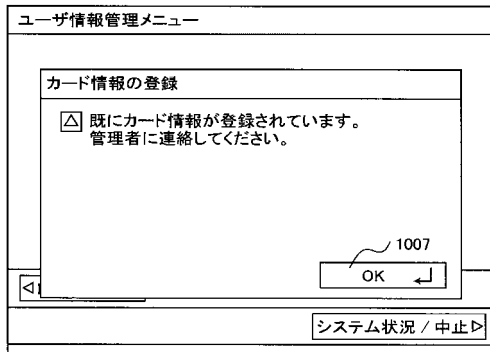 ユーザ情報管理メニュー
カード情報の登録
既にカード情報が登録されています。
管理者に連絡してください。
1007
OK
システム状況 / 中止